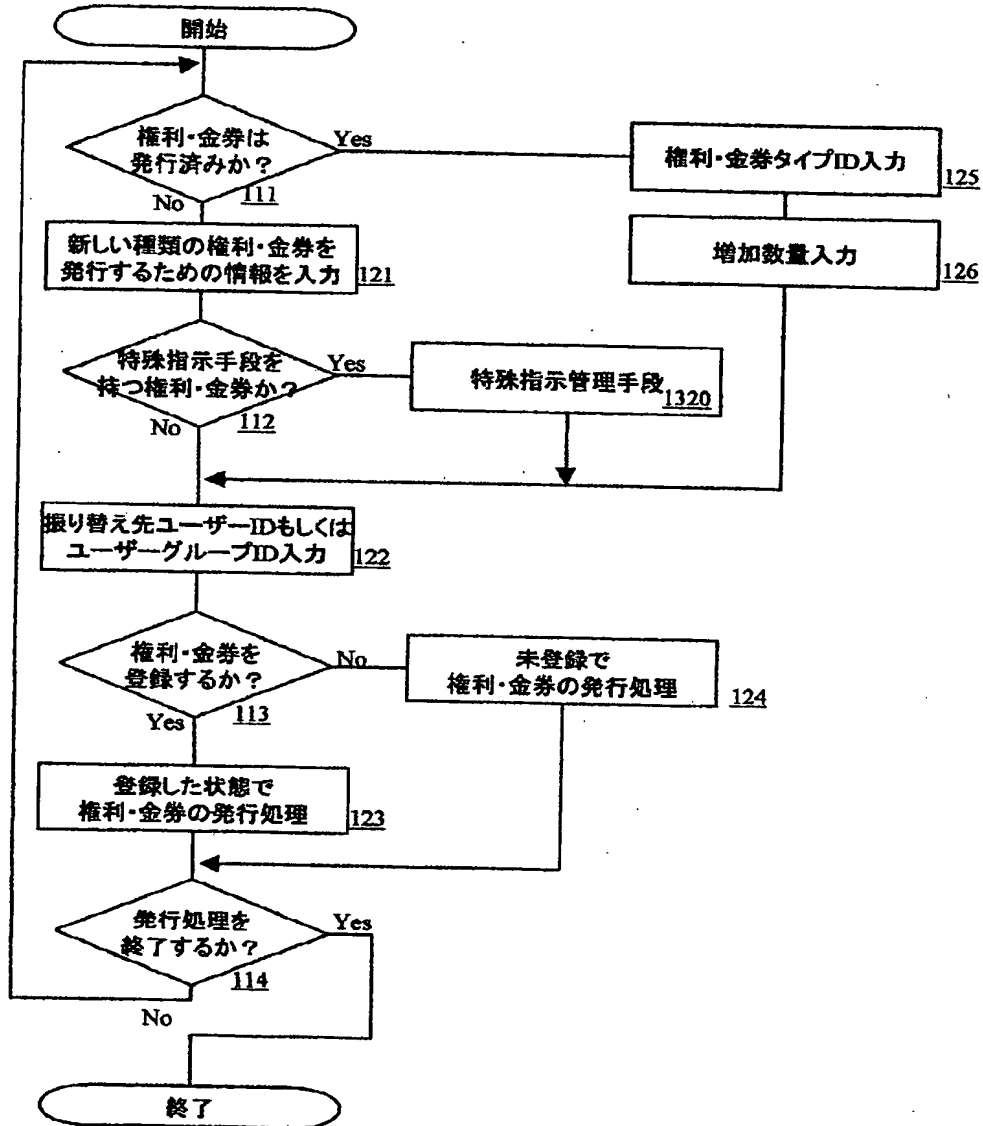 開始
権利・金券は
発行済みか？
111
Yes
No
権利・金券タイプID入力
125
新しい種類の権利・金券を
発行するための情報を入力
121
増加数量入力
126
特殊指示手段を
持つ権利・金券か？
112
Yes
No
特殊指示管理手段
1320
振り替え先ユーザーIDもしくは
ユーザーグループID入力
122
権利・金券を
登録するか？
113
No
Yes
未登録で
権利・金券の発行処理
124
登録した状態で
権利・金券の発行処理
123
発行処理を
終了するか？
114
Yes
No
終了